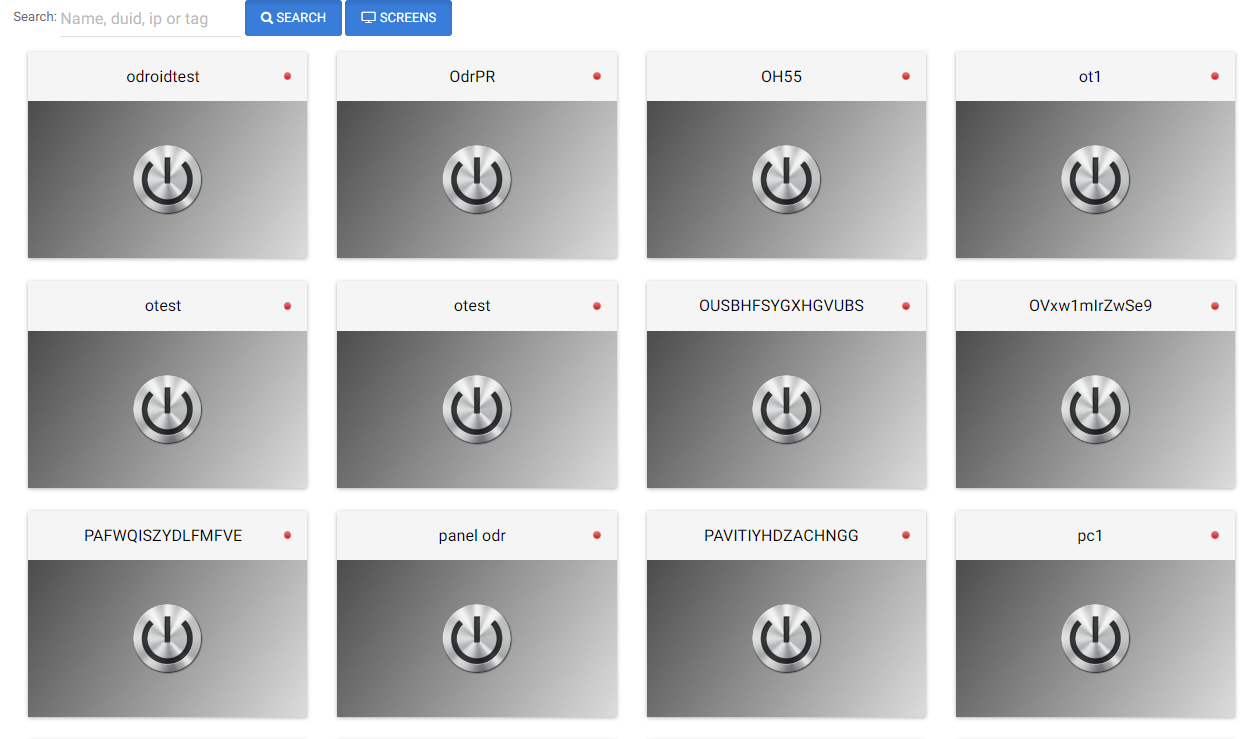 Search: Name, duid, ip or tag SEARCH SCREENS
odroidtest OdrPR OH55 ot1
otest otest OUSBHFSYGXHGVUBS OVxw1mIrZwSe9
PAFWQISZYDLFMFVE panel odr PAVITIYHDZACHNGG pc1